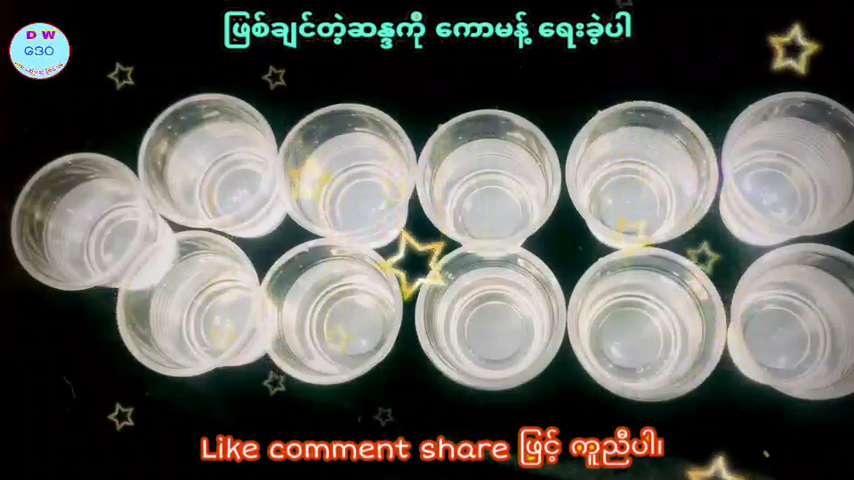 ဖြစ်ချင်တဲ့ဆန္ဒကို ကောမန့် ရေးခဲ့ပါ
D W
G3O
Like comment share ဖြင့် ကူညီပါ၊